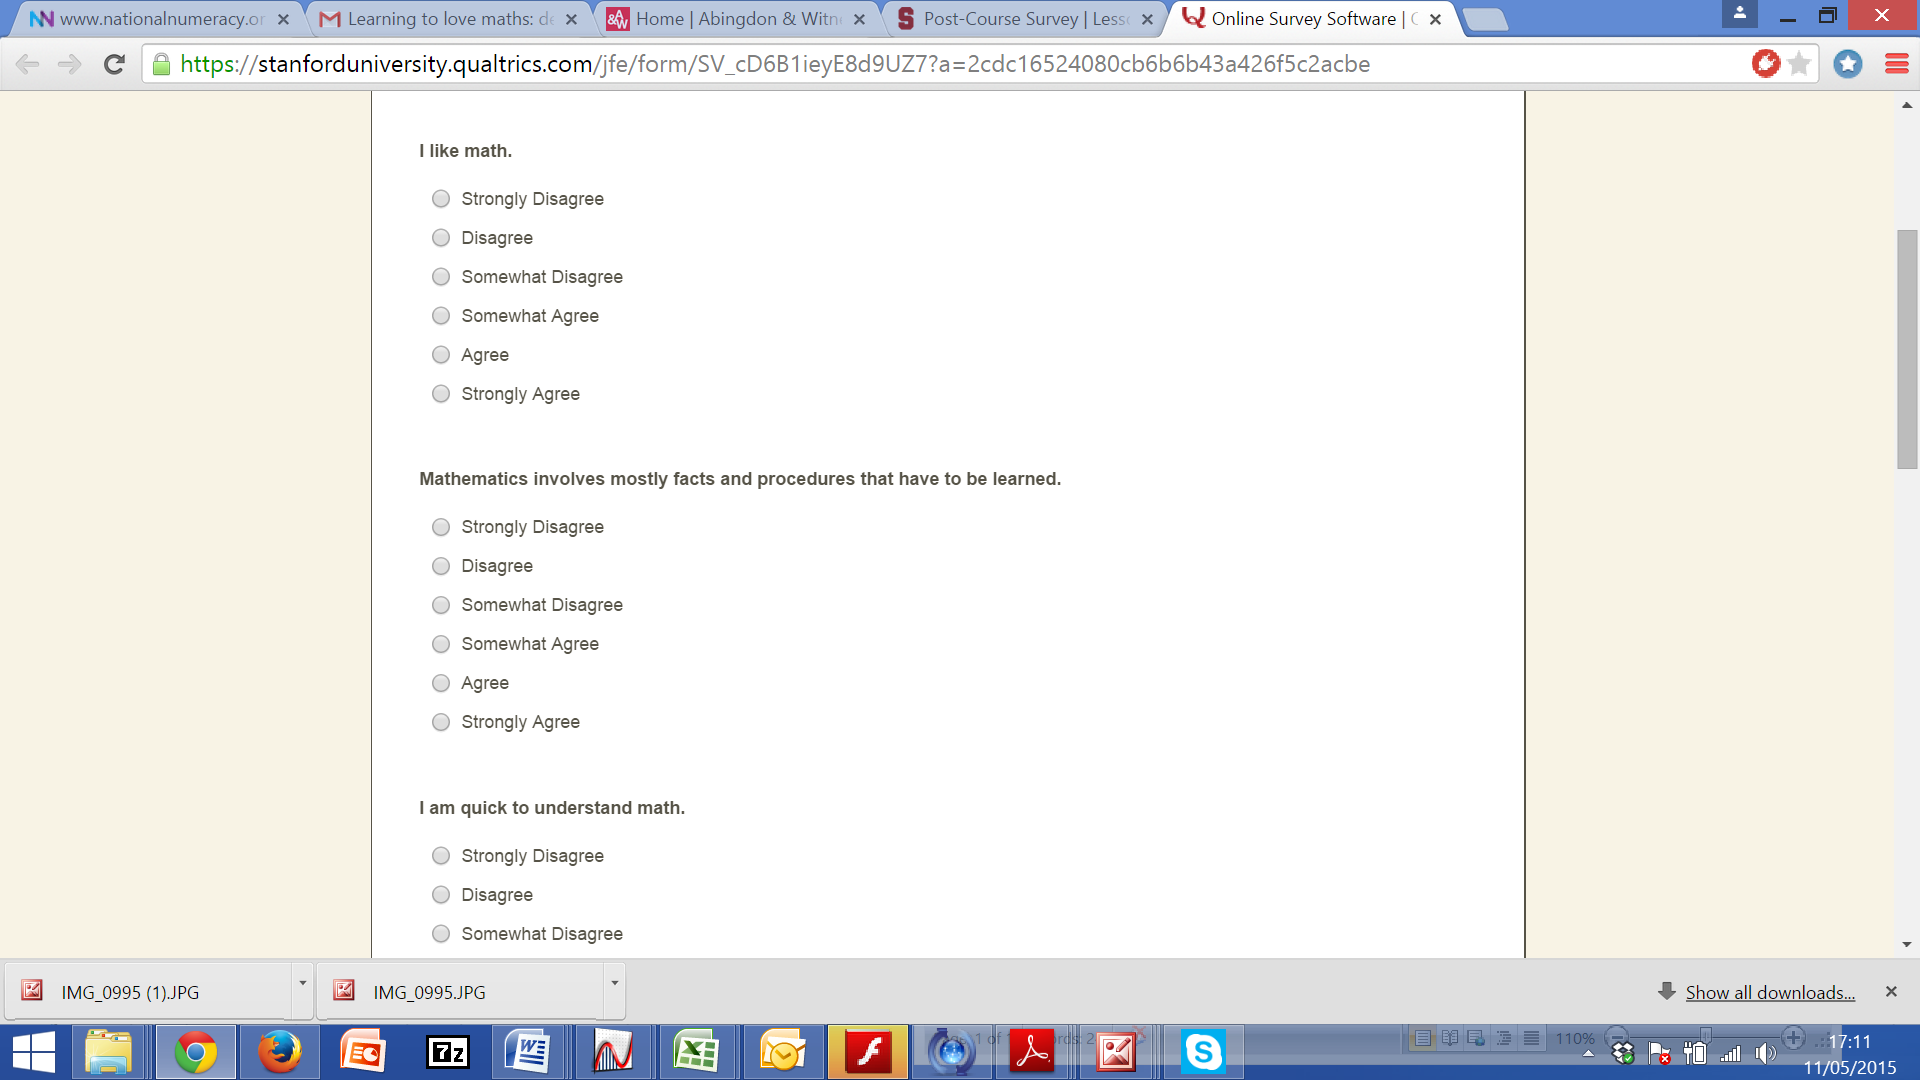 www.nationalnumeracy.or
Learning to love maths: de
Home | Abingdon & Witn
Post-Course Survey | Less
Online Survey Software |
https://stanforduniversity.qualtrics.com/jfe/form/SV_cD6B1ieyE8d9UZ7?a=2cdc16524080cb6b6b43a426f5c2acbe
I like math.
Strongly Disagree
Disagree
Somewhat Disagree
Somewhat Agree
Agree
Strongly Agree
Mathematics involves mostly facts and procedures that have to be learned.
Strongly Disagree
Disagree
Somewhat Disagree
Somewhat Agree
Agree
Strongly Agree
I am quick to understand math.
Strongly Disagree
Disagree
Somewhat Disagree
IMG_0995 (1).JPG
IMG_0995.JPG
Show all downloads...
110%
17:11
11/05/2015